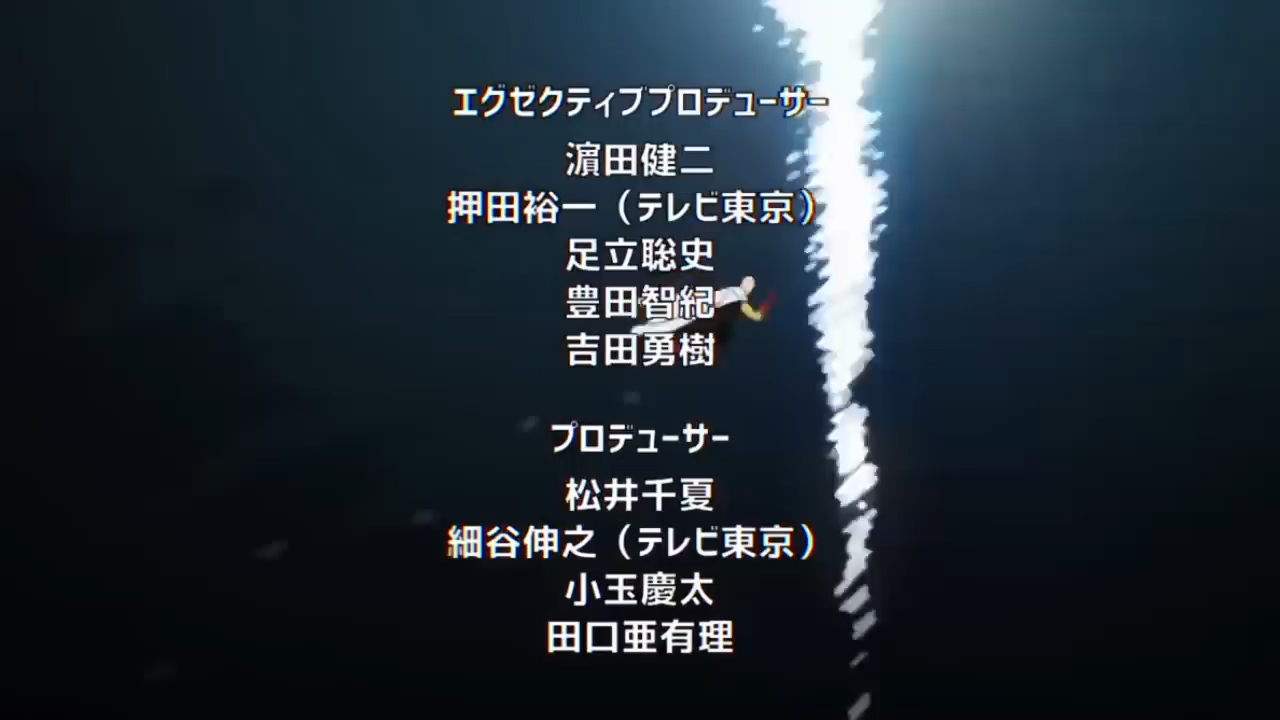 エグゼクティブプロデューサー
濵田健二
押田裕一（テレビ東京）
足立聡史
豊田智紀
吉田勇樹
プロデューサー
松井千夏
細谷伸之（テレビ東京）
小玉慶太
田口亜有理